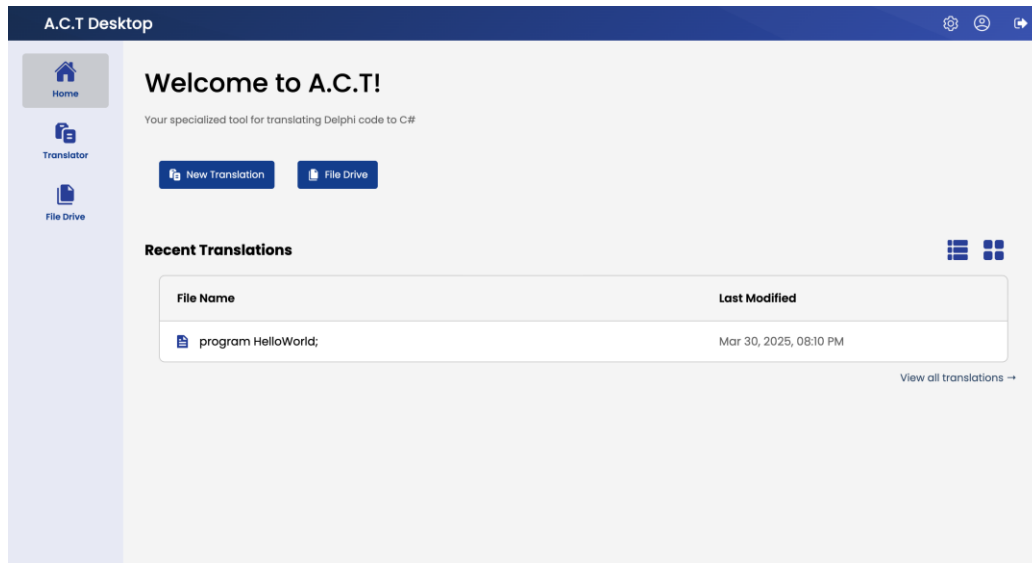 A.C.T Desktop
Home
Translator
File Drive
Welcome to A.C.T!
Your specialized tool for translating Delphi code to C#
New Translation
File Drive
Recent Translations
File Name Last Modified
program HelloWorld; Mar 30, 2025, 08:10 PM
View all translations →